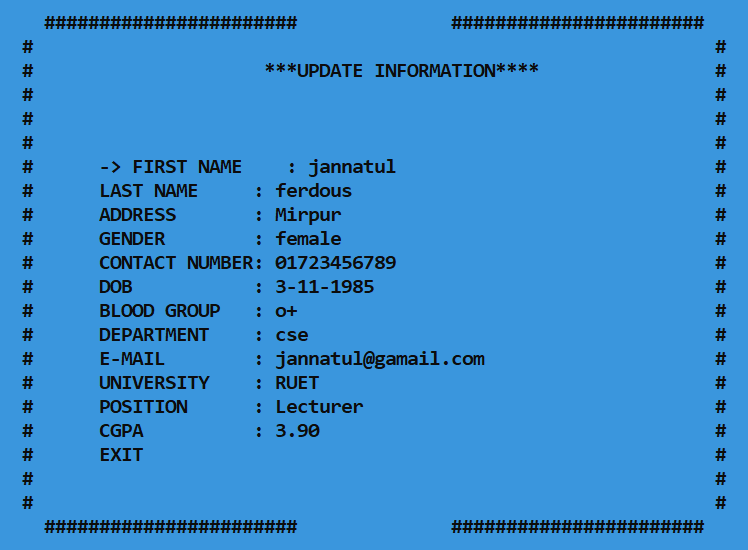 ####################### #######################
# #
# ***UPDATE INFORMATION**** #
# #
# #
# #
# -> FIRST NAME : jannatul #
# LAST NAME : ferdous #
# ADDRESS : Mirpur #
# GENDER : female #
# CONTACT NUMBER: 01723456789 #
# DOB : 3-11-1985 #
# BLOOD GROUP : o+ #
# DEPARTMENT : cse #
# E-MAIL : jannatul@gamail.com #
# UNIVERSITY : RUET #
# POSITION : Lecturer #
# CGPA : 3.90 #
# EXIT #
# #
# #
####################### #######################